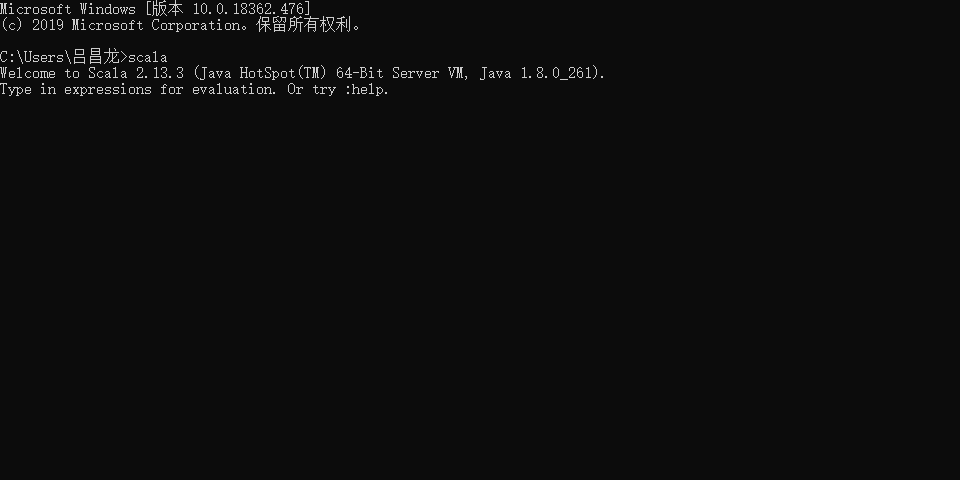 Microsoft Windows [版本 10.0.18362.476]
(c) 2019 Microsoft Corporation。保留所有权利。
C:\Users\吕昌龙>scala
Welcome to Scala 2.13.3 (Java HotSpot(TM) 64-Bit Server VM, Java 1.8.0_261).
Type in expressions for evaluation. Or try :help.